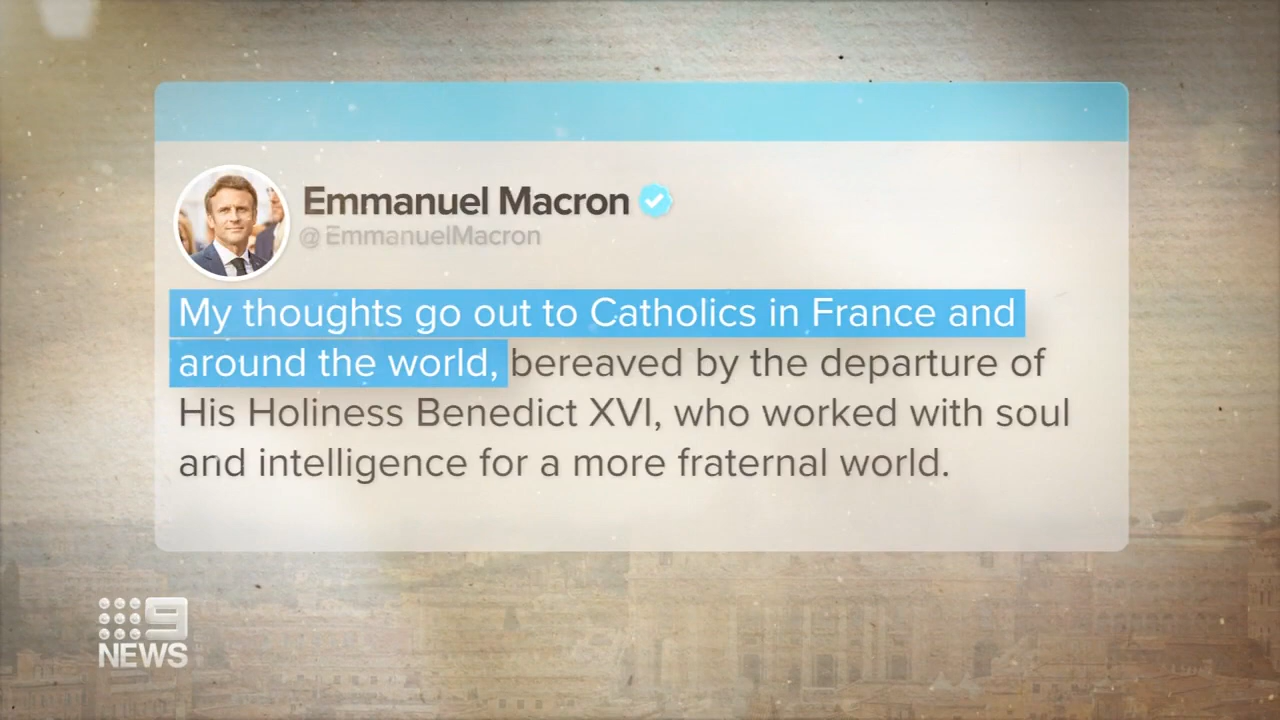 Emmanuel Macron
@EmmanuelMacron
My thoughts go out to Catholics in France and
around the world, bereaved by the departure of
His Holiness Benedict XVI, who worked with soul
and intelligence for a more fraternal world.
9
NEWS